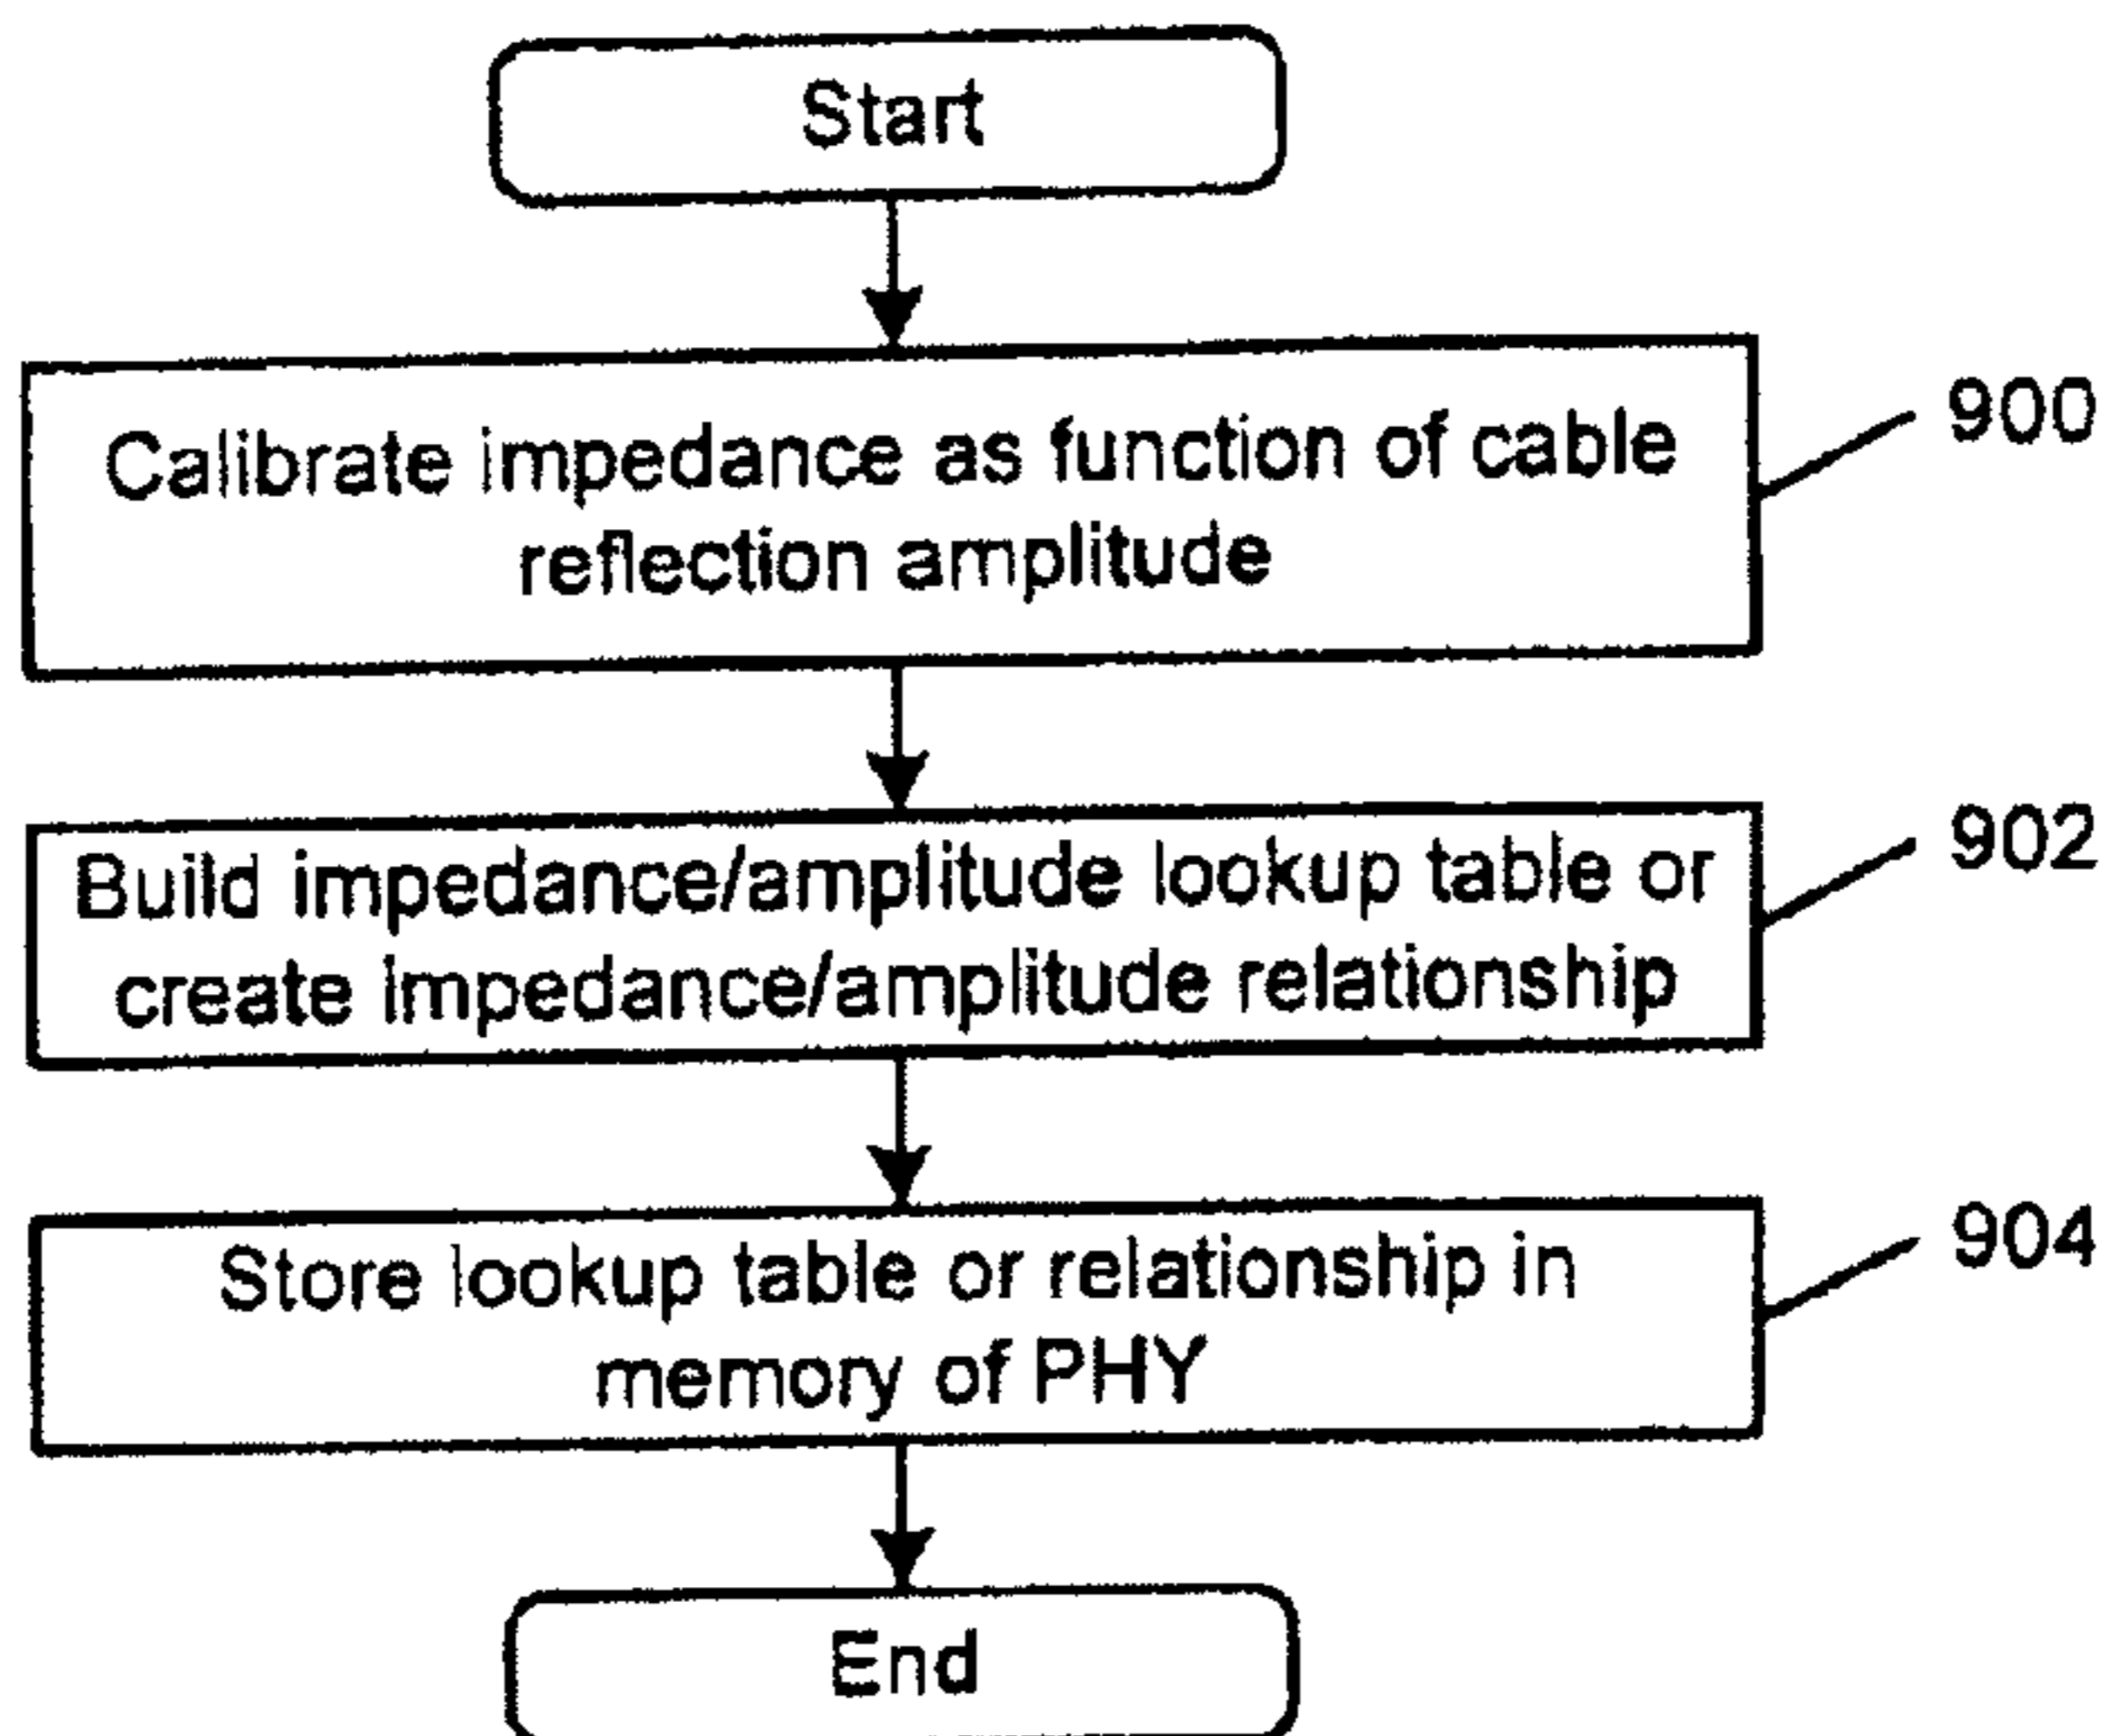 Start
Calibrate impedance as function of cable
reflection amplitude
900
Build impedance/amplitude lookup table or
create impedance/amplitude relationship
902
Store lookup table or relationship in
memory of PHY
904
End